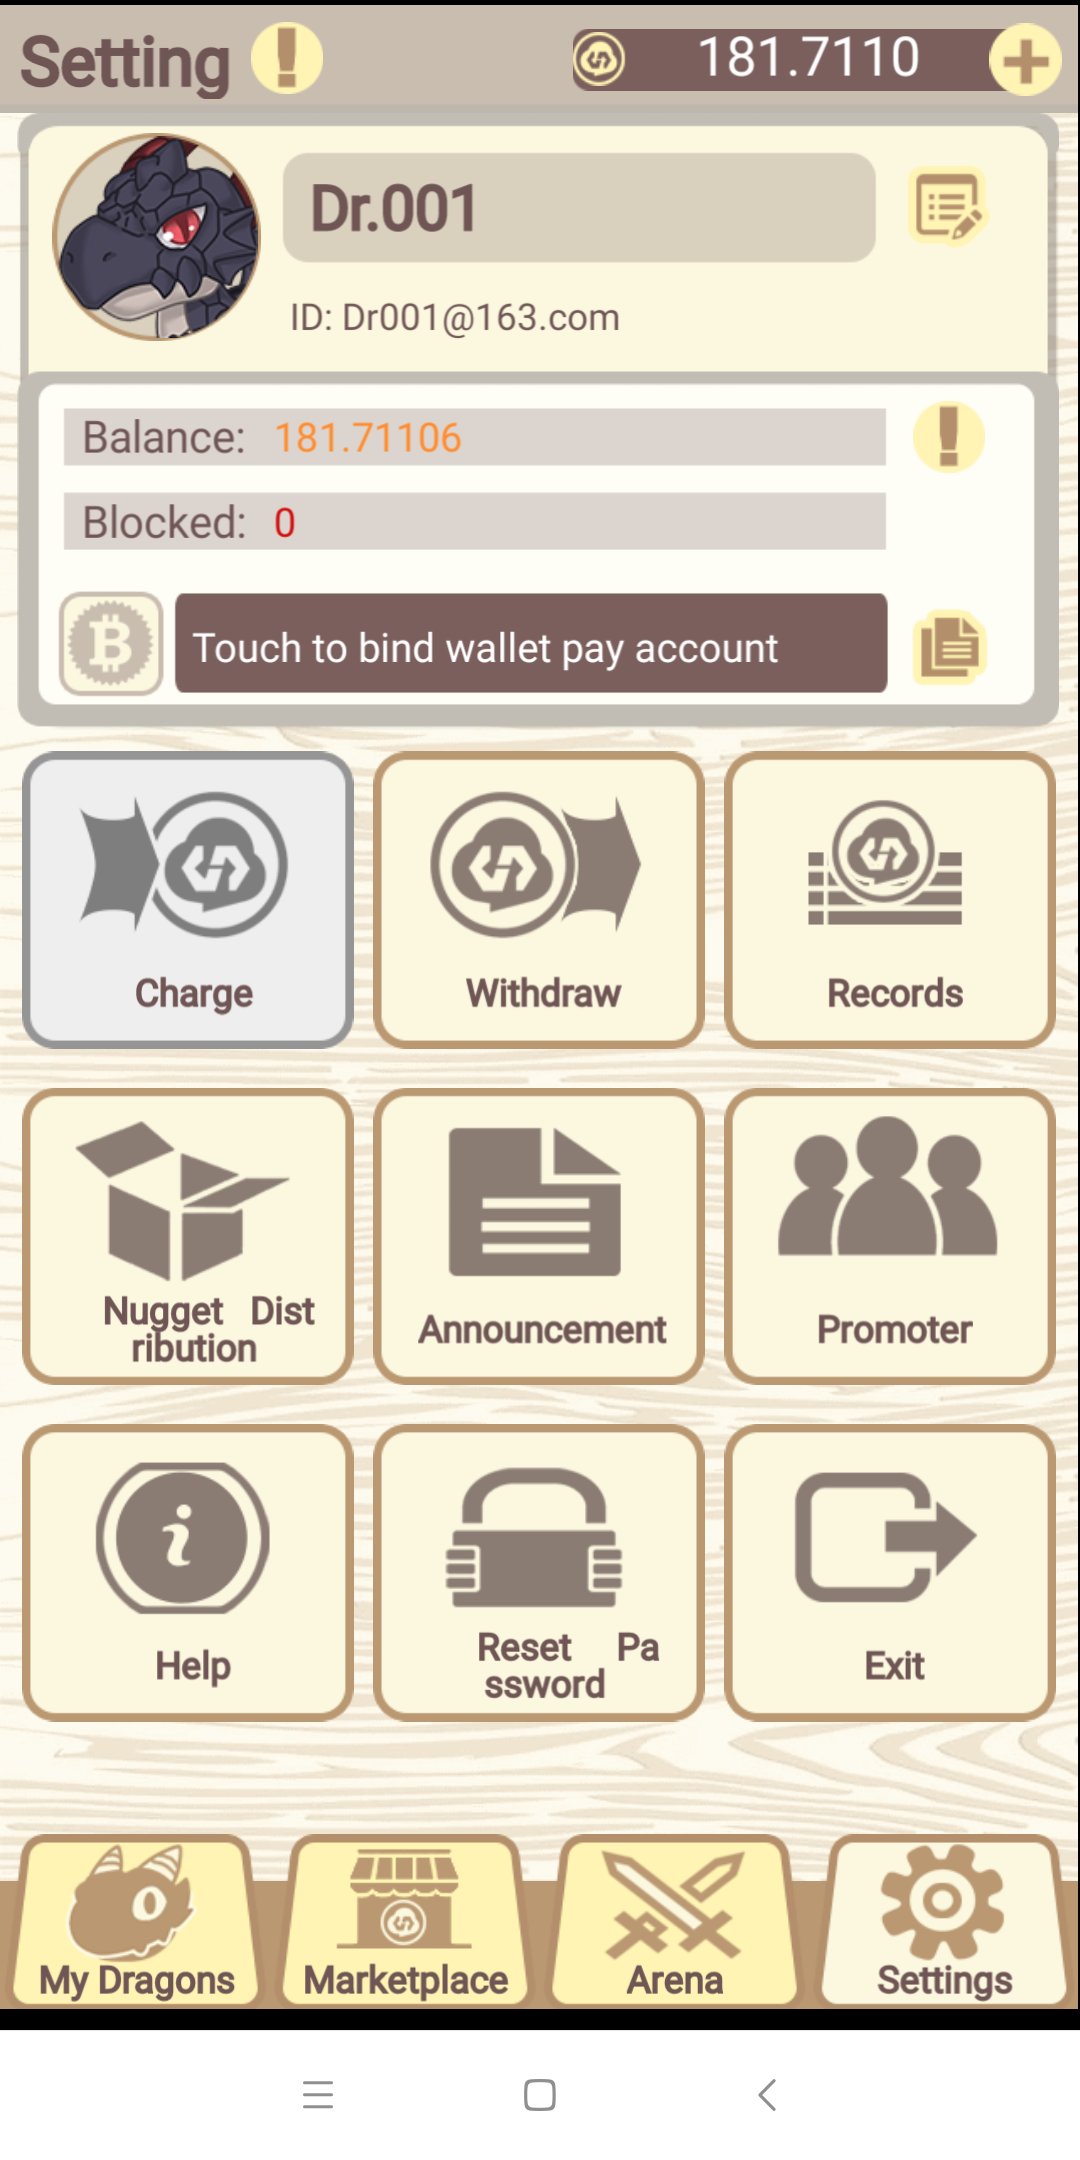 Setting
181.7110
Dr.001
ID: Dr001@163.com
Balance: 181.71106
Blocked: 0
Touch to bind wallet pay account
Charge
Withdraw
Records
Nugget Dist
ribution
Announcement
Promoter
Help
Reset Pa
ssword
Exit
My Dragons
Marketplace
Arena
Settings